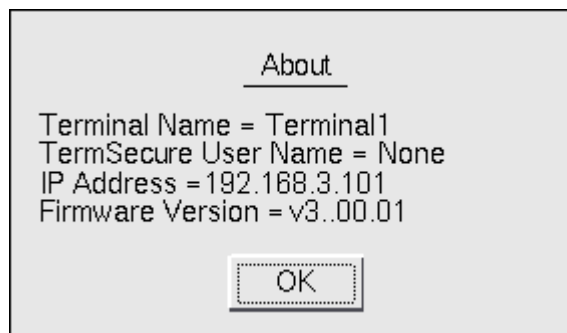 About
Terminal Name = Terminal1
TermSecure User Name = None
IP Address =192.168.3.101
Firmware Version = v3..00.01
OK